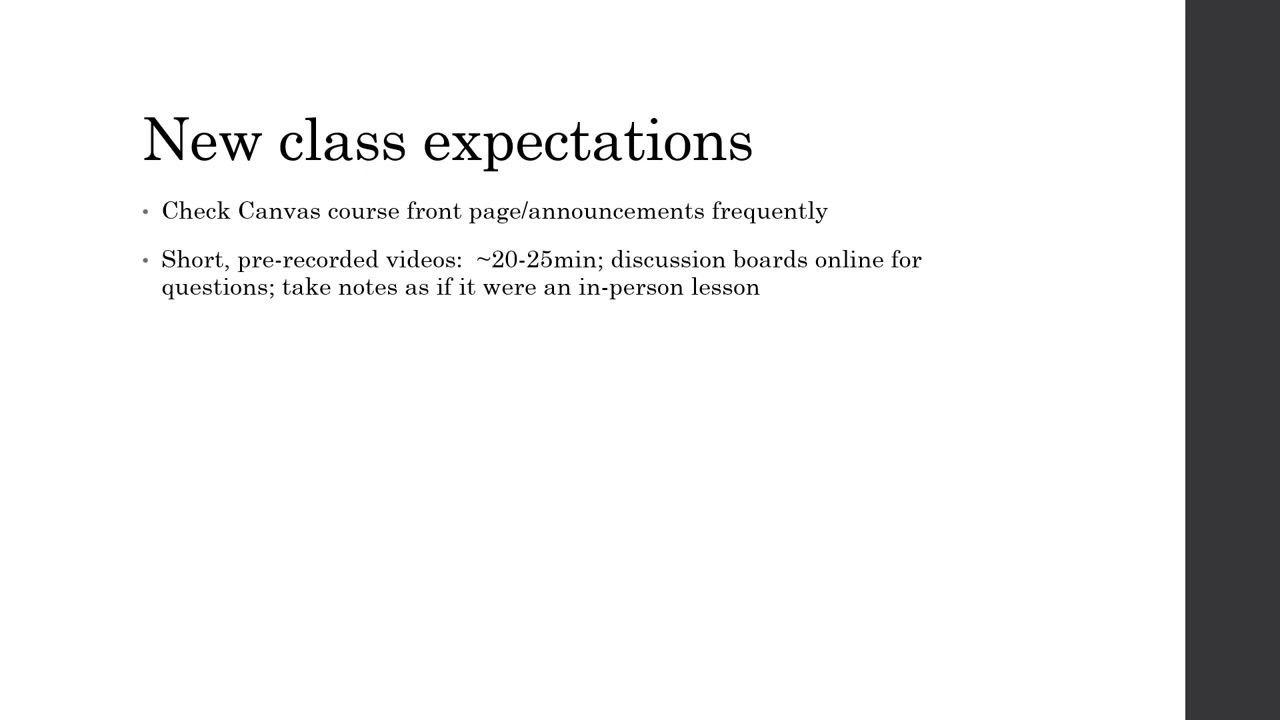 New class expectations
• Check Canvas course front page/announcements frequently
• Short, pre-recorded videos:  ~20-25min; discussion boards online for
questions; take notes as if it were an in-person lesson